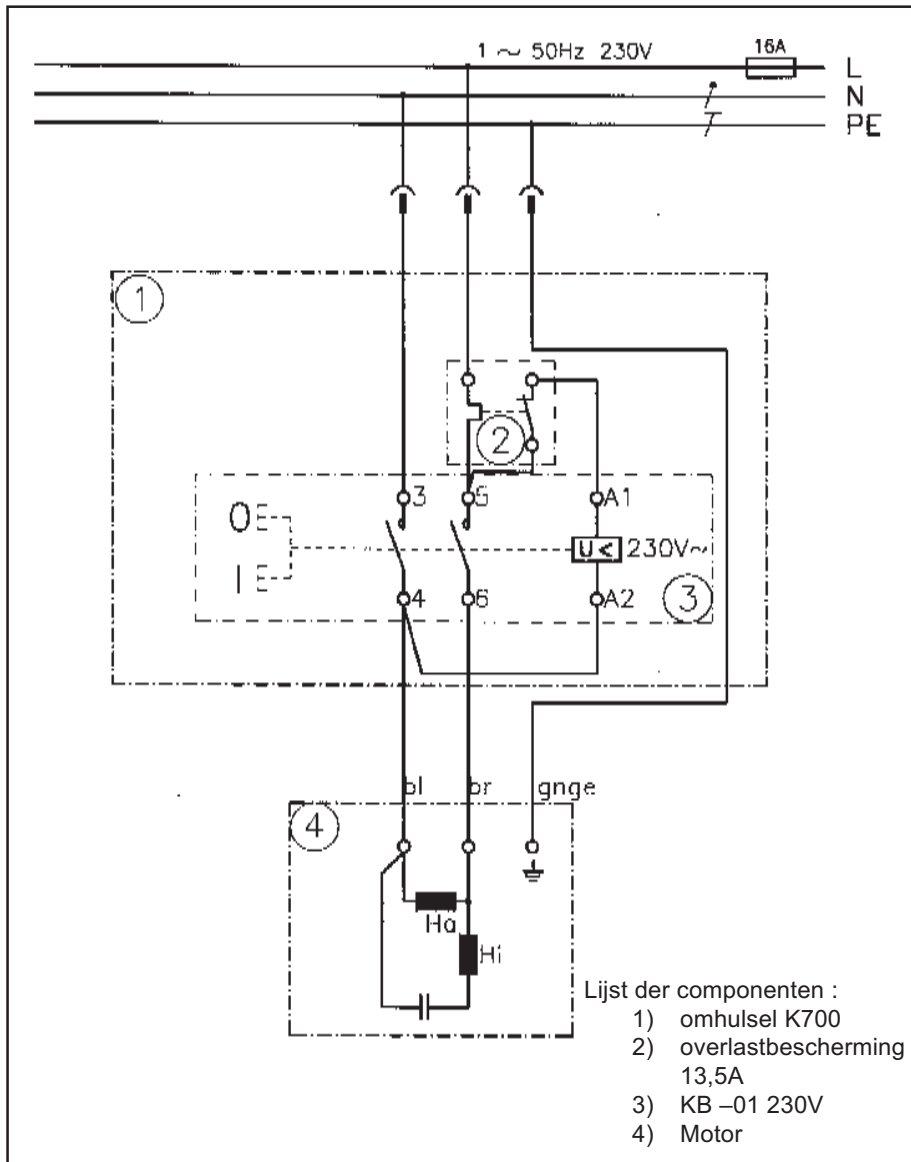 1 ~ 50Hz 230V
16A
L
N
PE
1
2
3
5
A1
0
U< 230V~
I
4
6
A2
3
bl
br
gnge
4
Ha
Hi
Lijst der componenten :
1) omhulsel K700
2) overlastbescherming
13,5A
3) KB –01 230V
4) Motor